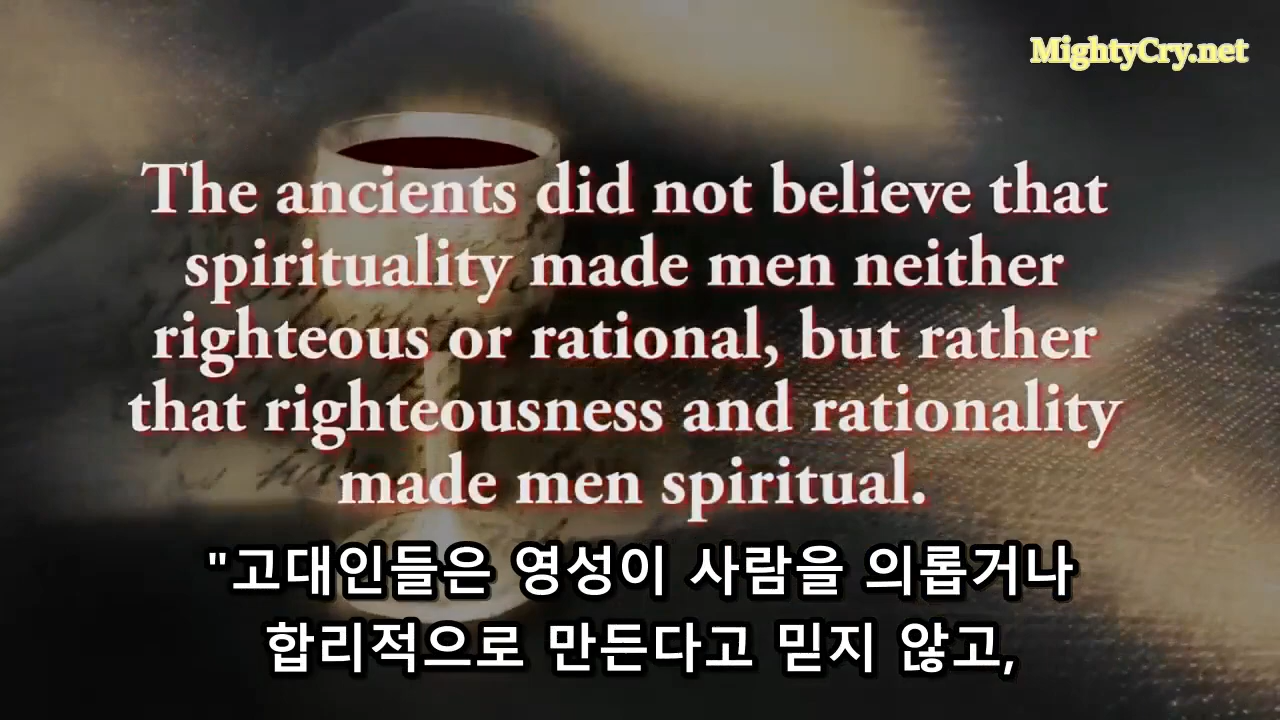 MightyCry.net
The ancients did not believe that
spirituality made men neither
righteous or rational, but rather
that righteousness and rationality
made men spiritual.
"고대인들은 영성이 사람을 의롭거나
합리적으로 만든다고 믿지 않고,